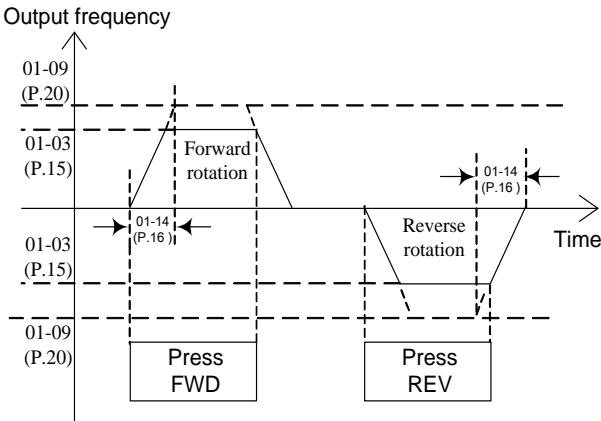 Output frequency
01-09
(P.20)
01-03
(P.15)
Forward
rotation
01-14
(P.16 )
01-14
(P.16 )
Time
01-03
(P.15)
Reverse
rotation
01-09
(P.20)
Press
FWD
Press
REV